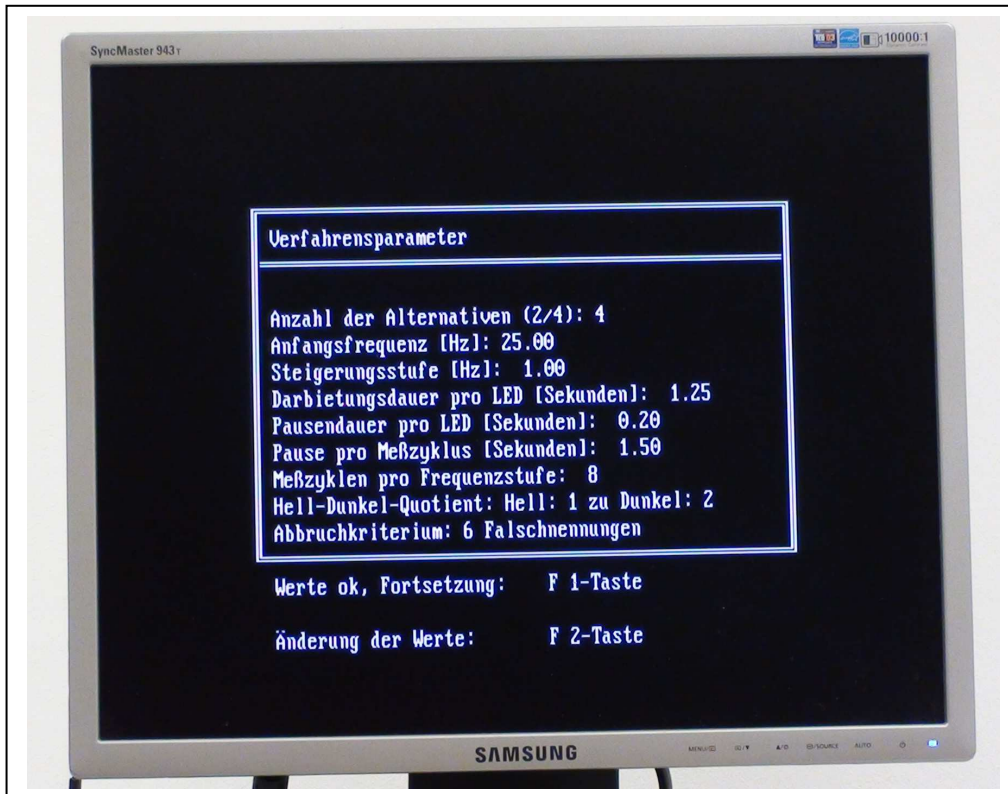 SyncMaster 943T
10000:1
Verfahrensparameter
Anzahl der Alternativen (2/4): 4
Anfangsfrequenz [Hz]: 25.00
Steigerungsstufe [Hz]: 1.00
Darbietungsdauer pro LED [Sekunden]: 1.25
Pausendauer pro LED [Sekunden]: 0.20
Pause pro Meßzyklus [Sekunden]: 1.50
Meßzyklen pro Frequenzstufe: 8
Hell-Dunkel-Quotient: Hell: 1 zu Dunkel: 2
Abbruchkriterium: 6 Falschnennungen
Werte ok, Fortsetzung: F 1-Taste
Änderung der Werte: F 2-Taste
SAMSUNG
MENU AUTO